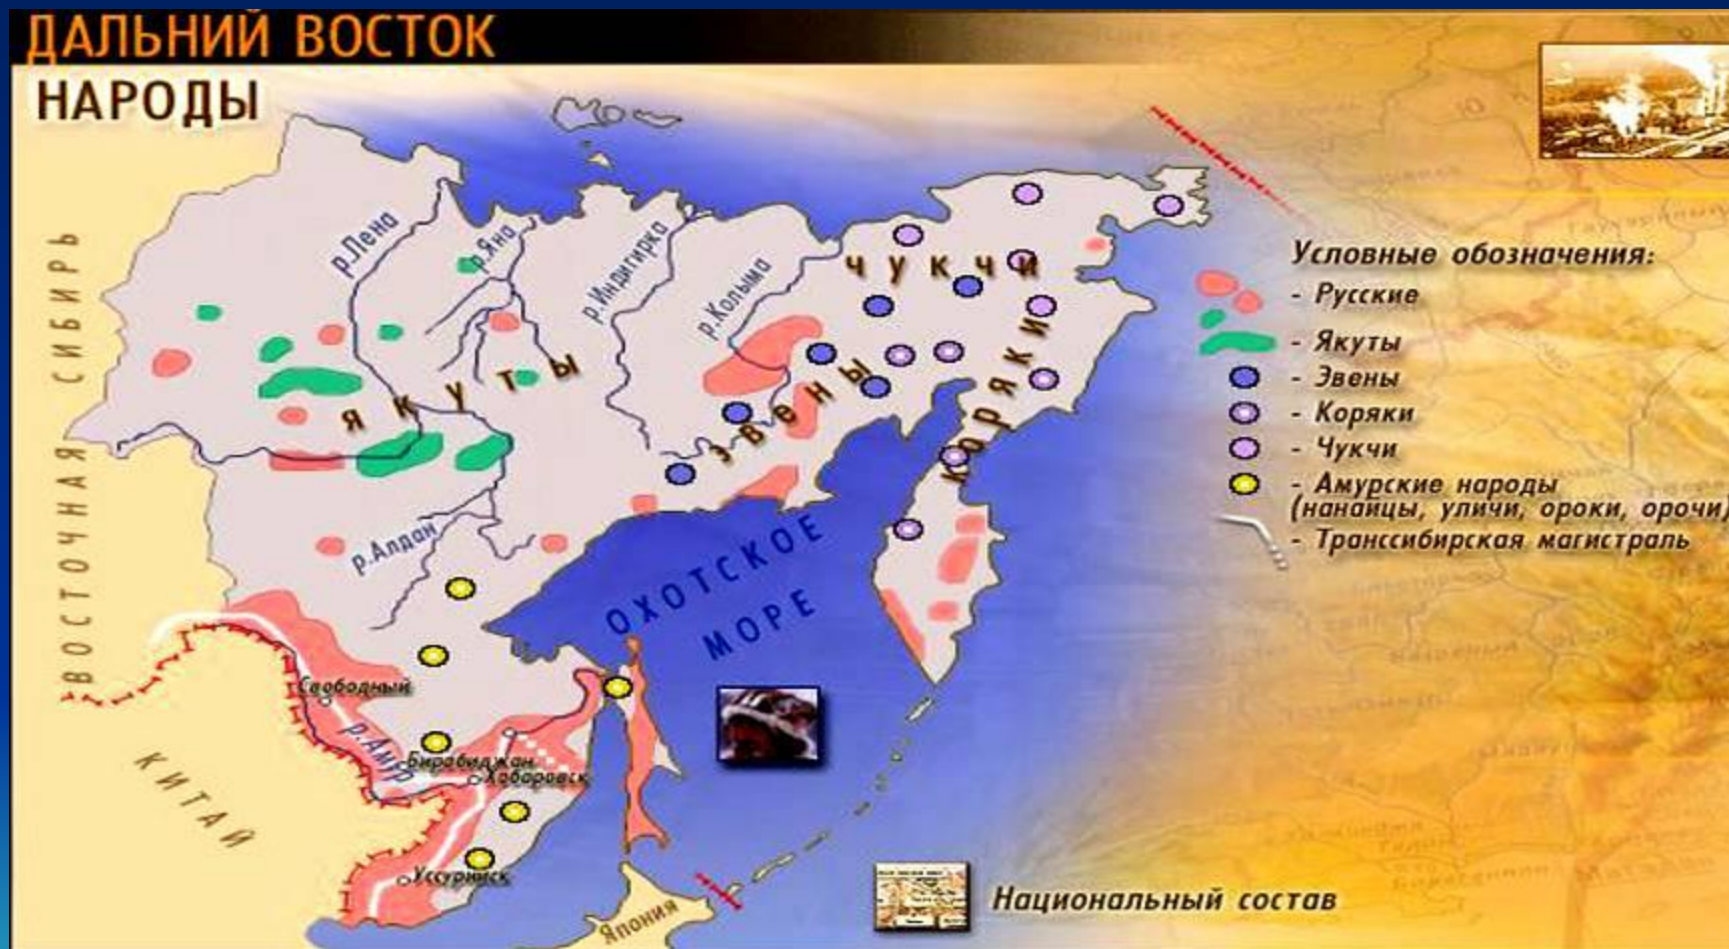 ДАЛЬНИЙ ВОСТОК
НАРОДЫ
ВОСТОЧНАЯ СИБИРЬ
р.Лена
р.Яна
р.Индигирка
р.Колыма
чукчи
якуты
эвены
коряки
р.Алдан
ОХОТСКОЕ
МОРЕ
Свободный
р.Амур
Биробиджан
Хабаровск
КИТАЙ
Уссурийск
Япония
Условные обозначения:
- Русские
- Якуты
- Эвены
- Коряки
- Чукчи
- Амурские народы
(нанайцы, уличи, ороки, орочи)
- Транссибирская магистраль
Национальный состав